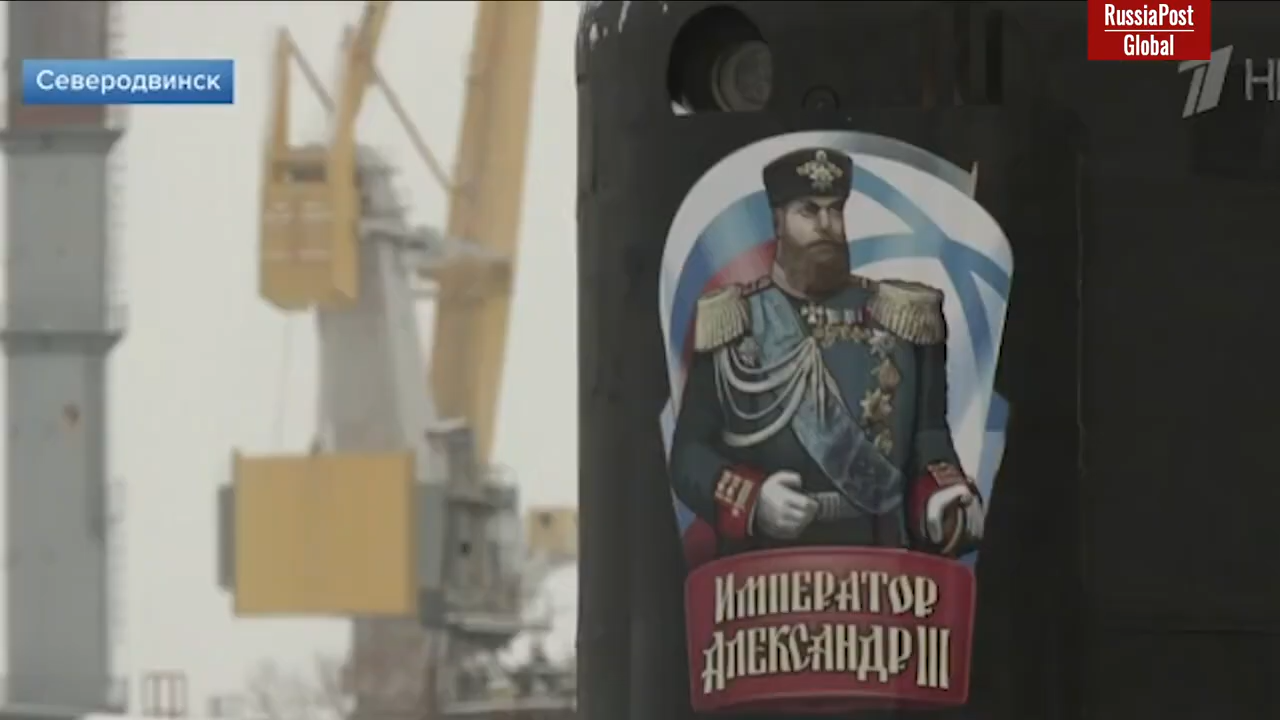 RussiaPost
Global
Северодвинск
ИМПЕРАТОР
АЛЕКСАНДР III